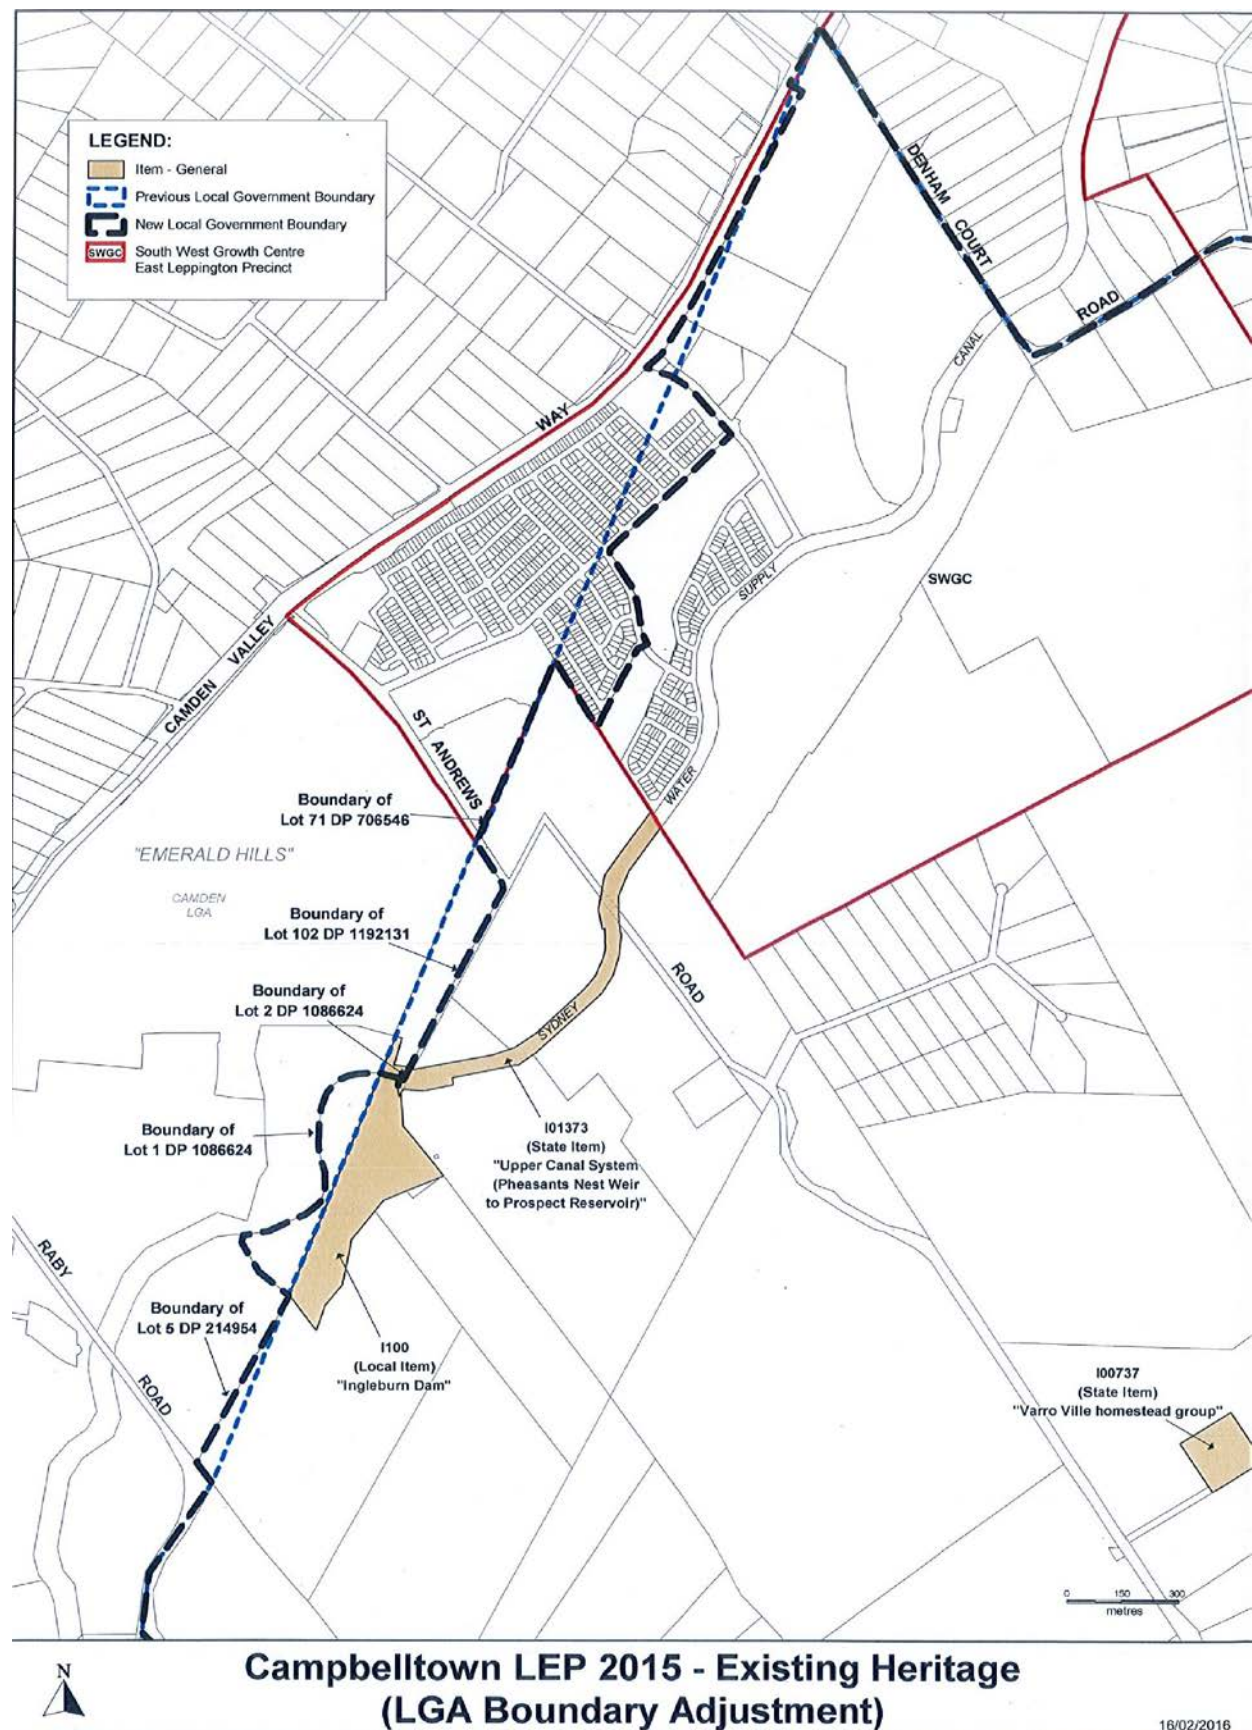 LEGEND:
Item - General
Previous Local Government Boundary
New Local Government Boundary
SWGC
South West Growth Centre
East Leppington Precinct
DENHAM COURT
ROAD
CANAL
WAY
SUPPLY
SWGC
CAMDEN VALLEY
ST ANDREWS
WATER
Boundary of
Lot 71 DP 706546
"EMERALD HILLS"
CAMDEN
LGA
Boundary of
Lot 102 DP 1192131
ROAD
Boundary of
Lot 2 DP 1086624
SYDNEY
Boundary of
Lot 1 DP 1086624
I01373
(State Item)
"Upper Canal System
(Pheasants Nest Weir
to Prospect Reservoir)"
RABY
Boundary of
Lot 5 DP 214954
ROAD
I100
(Local Item)
"Ingleburn Dam"
I00737
(State Item)
"Varro Ville homestead group"
0 150 300
metres
N
Campbelltown LEP 2015 - Existing Heritage
(LGA Boundary Adjustment)
16/02/2016